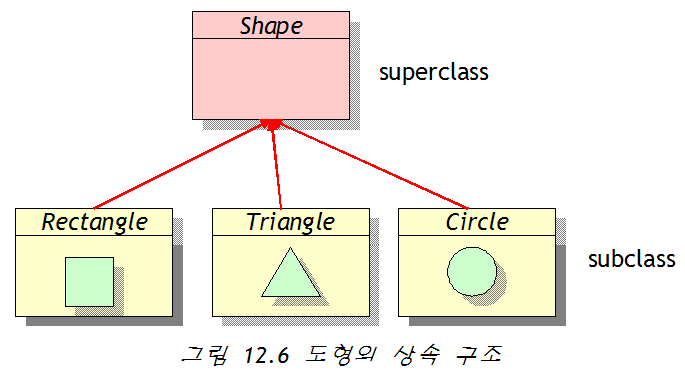 Shape
superclass
Rectangle
Triangle
Circle
subclass
그림 12.6 도형의 상속 구조